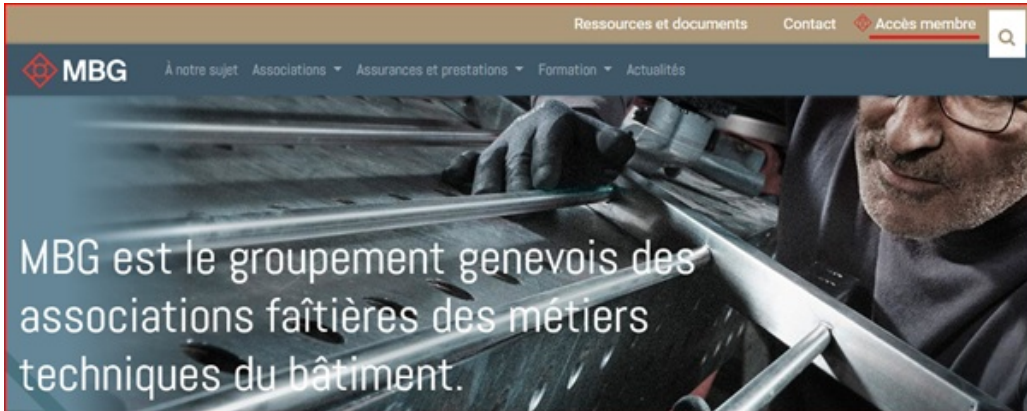 Ressources et documents Contact Accès membre
MBG À notre sujet Associations Assurances et prestations Formation Actualités
MBG est le groupement genevois des
associations faîtières des métiers
techniques du bâtiment.